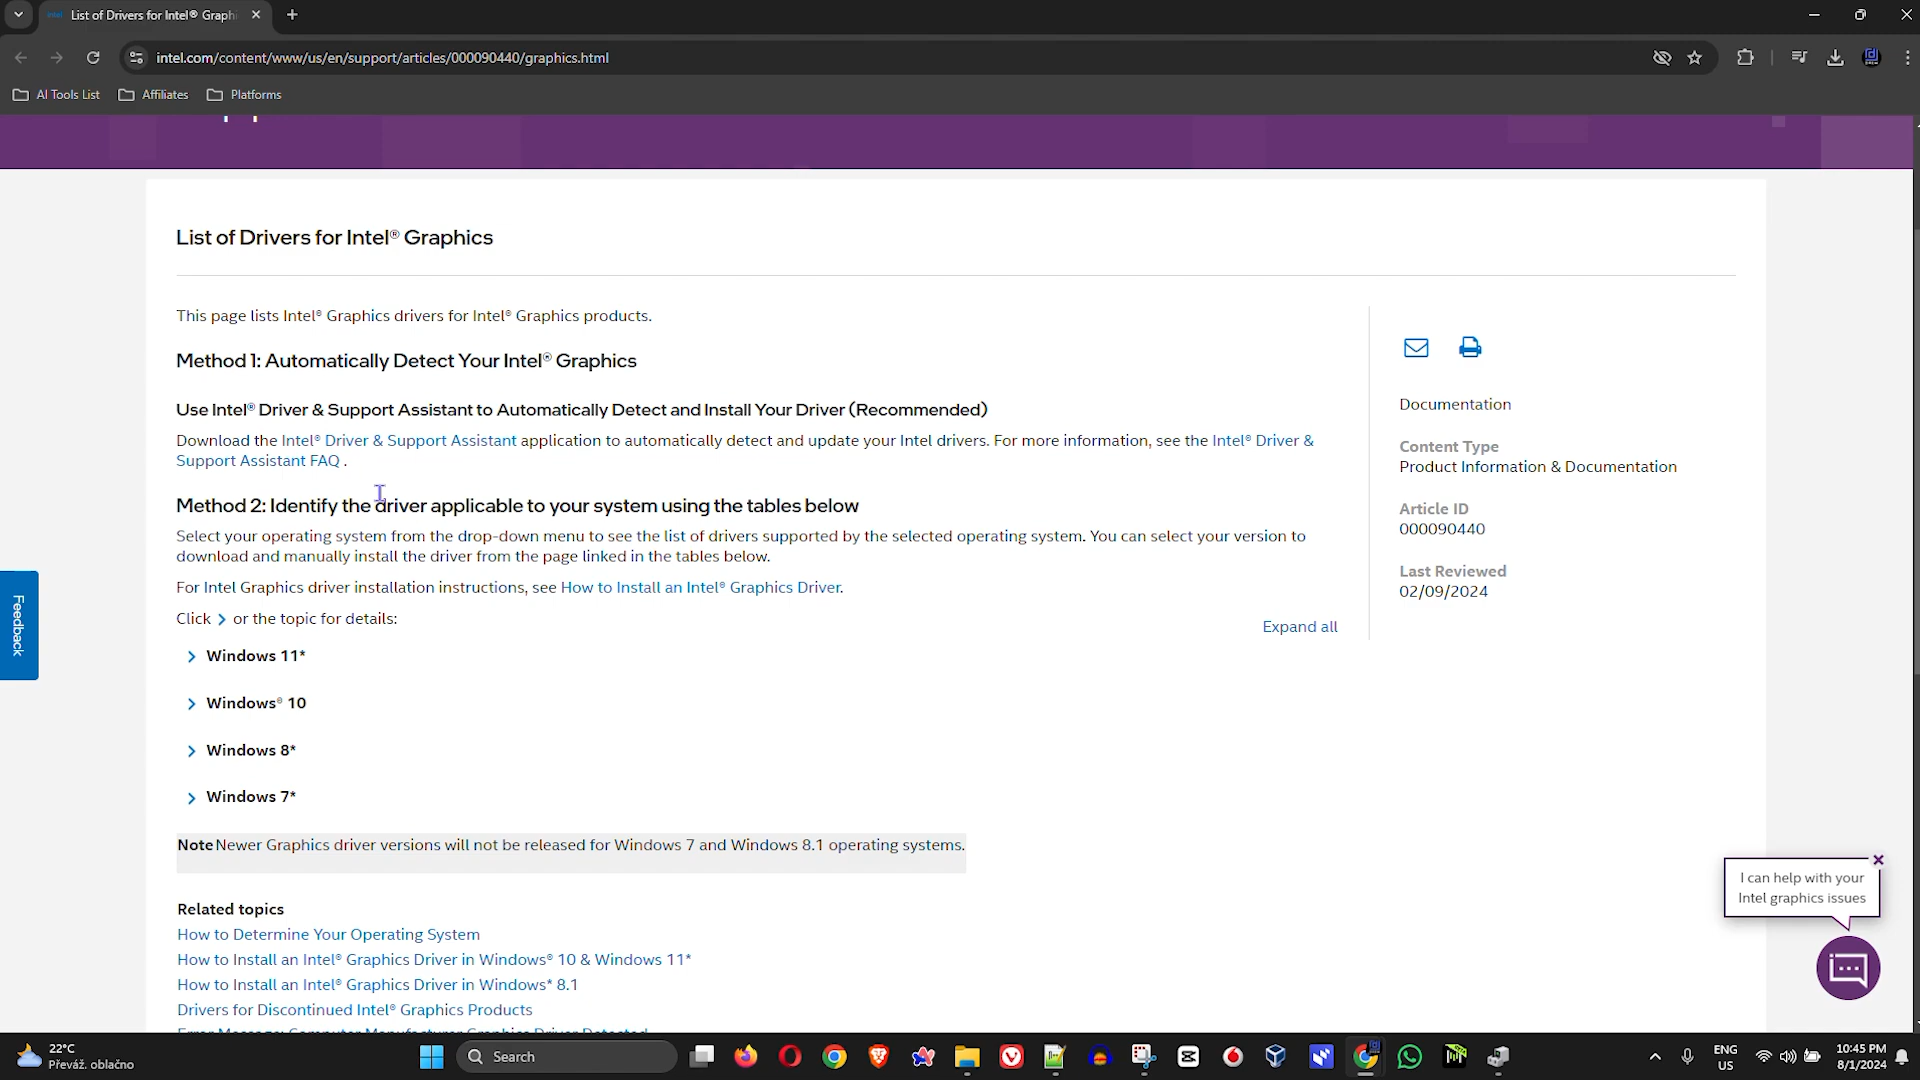 List of Drivers for Intel® Graphi
intel.com/content/www/us/en/support/articles/000090440/graphics.html
AI Tools List
Affiliates
Platforms
List of Drivers for Intel® Graphics
This page lists Intel® Graphics drivers for Intel® Graphics products.
Method 1: Automatically Detect Your Intel® Graphics
Use Intel® Driver & Support Assistant to Automatically Detect and Install Your Driver (Recommended)
Download the Intel® Driver & Support Assistant application to automatically detect and update your Intel drivers. For more information, see the Intel® Driver &
Support Assistant FAQ .
Method 2: Identify the driver applicable to your system using the tables below
Select your operating system from the drop-down menu to see the list of drivers supported by the selected operating system. You can select your version to
download and manually install the driver from the page linked in the tables below.
For Intel Graphics driver installation instructions, see How to Install an Intel® Graphics Driver.
Click > or the topic for details:
Expand all
Windows 11*
Windows® 10
Windows 8*
Windows 7*
Note Newer Graphics driver versions will not be released for Windows 7 and Windows 8.1 operating systems.
Related topics
How to Determine Your Operating System
How to Install an Intel® Graphics Driver in Windows® 10 & Windows 11*
How to Install an Intel® Graphics Driver in Windows* 8.1
Drivers for Discontinued Intel® Graphics Products
Error Message: Computer Manufacturer Graphics Driver Detected
Documentation
Content Type
Product Information & Documentation
Article ID
000090440
Last Reviewed
02/09/2024
Feedback
I can help with your
Intel graphics issues
22°C
Převáž. oblačno
Search
ENG
US
10:45 PM
8/1/2024